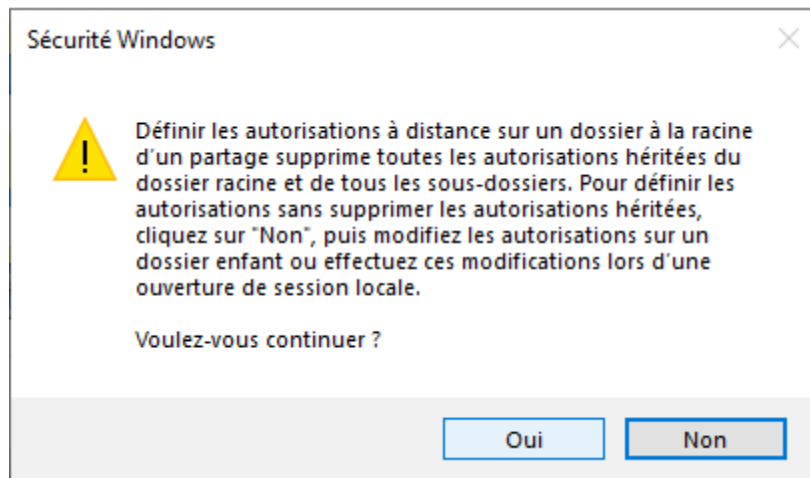 Sécurité Windows
Définir les autorisations à distance sur un dossier à la racine
d'un partage supprime toutes les autorisations héritées du
dossier racine et de tous les sous-dossiers. Pour définir les
autorisations sans supprimer les autorisations héritées,
cliquez sur "Non", puis modifiez les autorisations sur un
dossier enfant ou effectuez ces modifications lors d'une
ouverture de session locale.
Voulez-vous continuer ?
Oui
Non